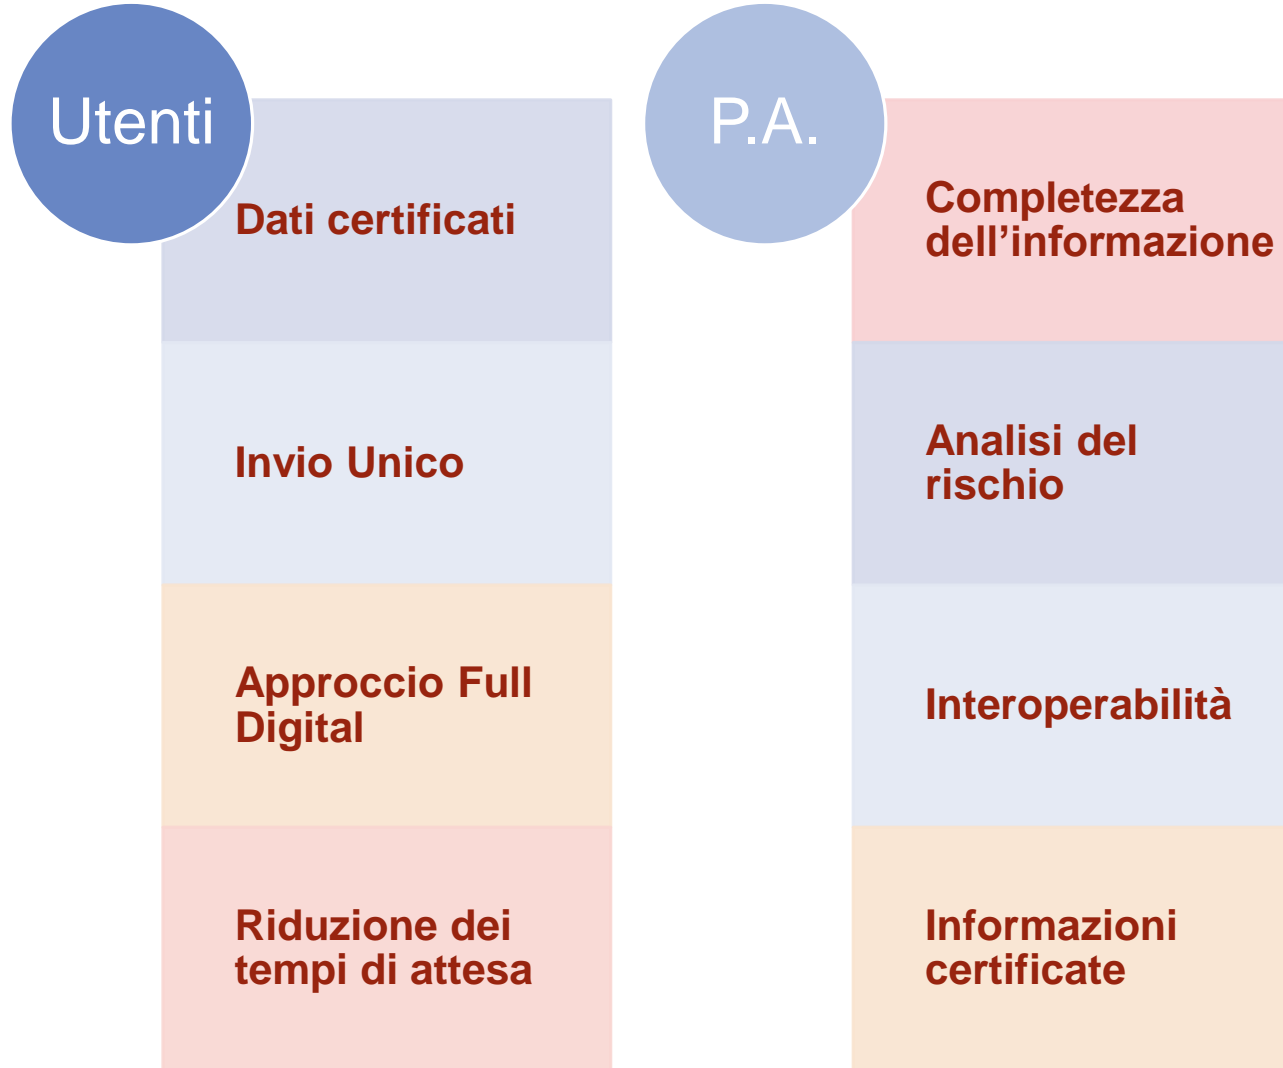 Utenti
Dati certificati
Invio Unico
Approccio Full
Digital
Riduzione dei
tempi di attesa
P.A.
Completezza
dell’informazione
Analisi del
rischio
Interoperabilità
Informazioni
certificate